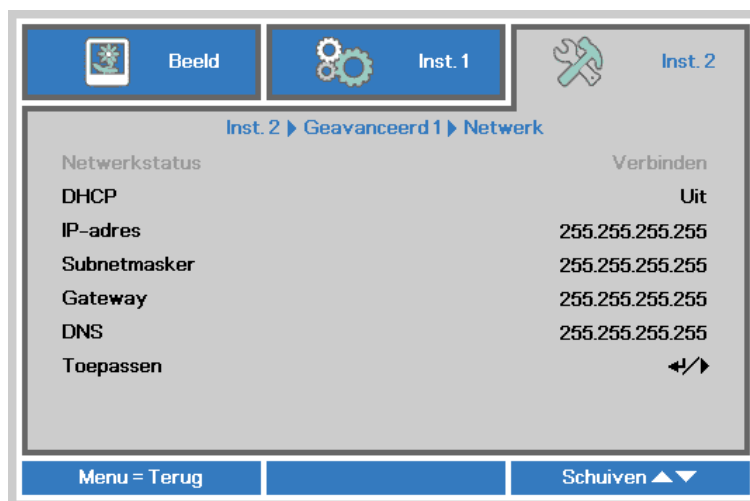 Beeld
Inst. 1
Inst. 2
Inst. 2 ▶ Geavanceerd 1 ▶ Netwerk
Netwerkstatus Verbinden
DHCP Uit
IP-adres 255.255.255.255
Subnetmasker 255.255.255.255
Gateway 255.255.255.255
DNS 255.255.255.255
Toepassen ↵/▶
Menu = Terug
Schuiven ▲▼